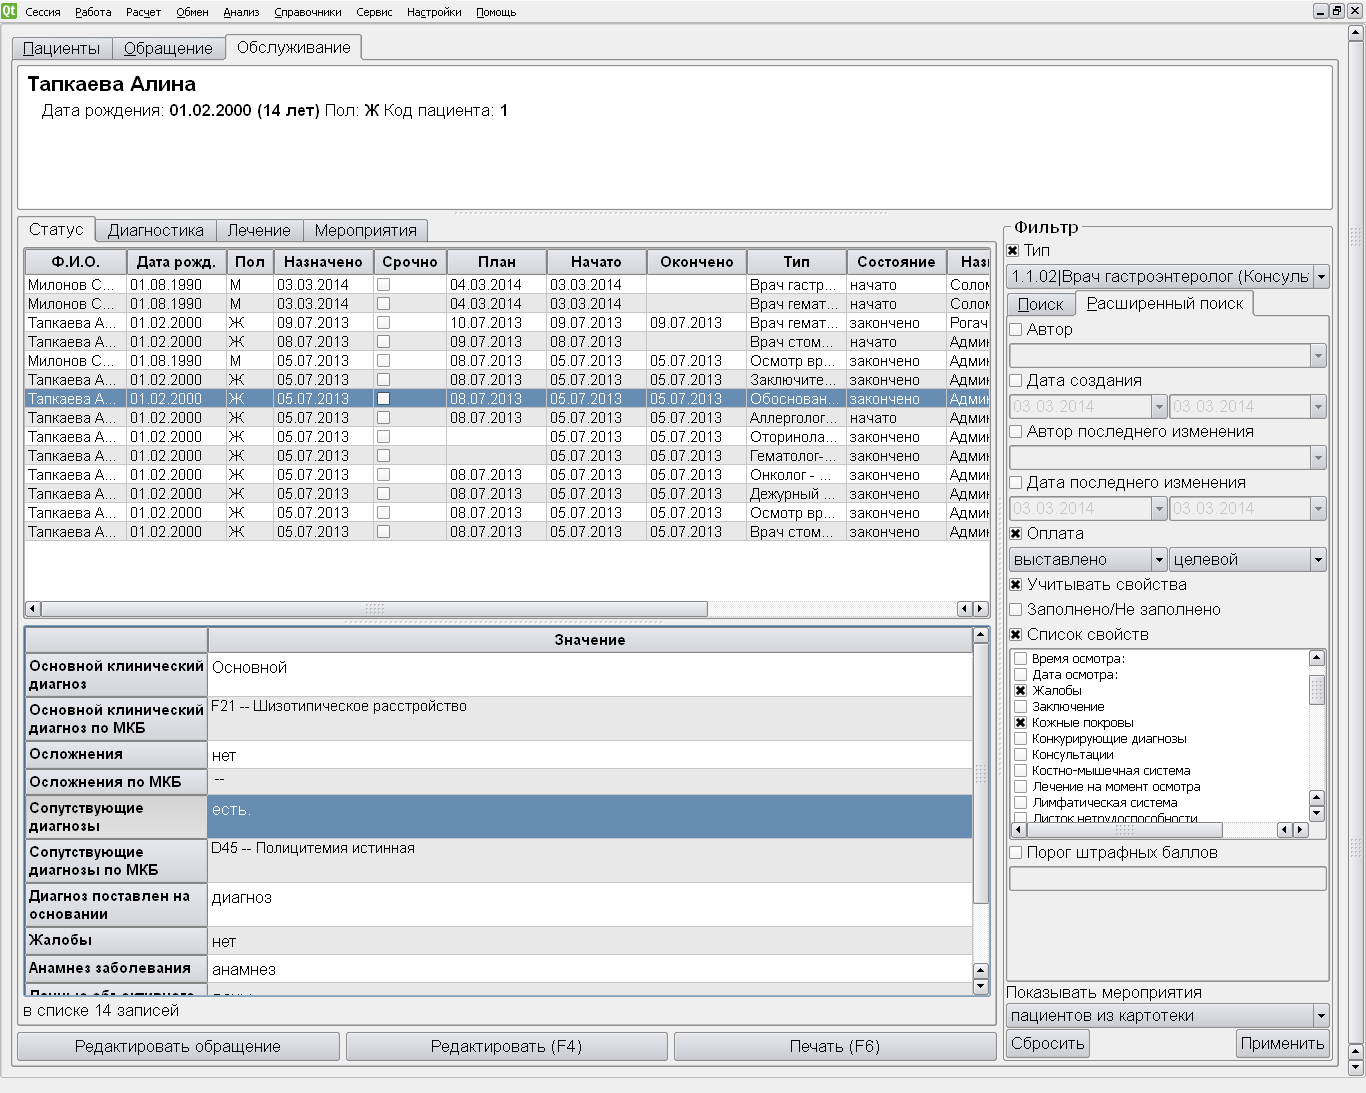 Qt Сессия Работа Расчет Обмен Анализ Справочники Сервис Настройки Помощь
Пациенты Обращение Обслуживание
Тапкаева Алина
Дата рождения: 01.02.2000 (14 лет) Пол: Ж Код пациента: 1
Статус Диагностика Лечение Мероприятия
Ф.И.О. Дата рожд. Пол Назначено Срочно План Начато Окончено Тип Состояние Назн
Милонов С... 01.08.1990 М 03.03.2014 04.03.2014 03.03.2014 Врач гастр... начато Солом
Милонов С... 01.08.1990 М 03.03.2014 04.03.2014 03.03.2014 Врач гемат... начато Солом
Тапкаева А... 01.02.2000 Ж 09.07.2013 10.07.2013 09.07.2013 09.07.2013 Врач гемат... закончено Рогач
Тапкаева А... 01.02.2000 Ж 08.07.2013 09.07.2013 08.07.2013 Врач стом... начато Админ
Милонов С... 01.08.1990 М 05.07.2013 08.07.2013 05.07.2013 05.07.2013 Осмотр вр... закончено Админ
Тапкаева А... 01.02.2000 Ж 05.07.2013 08.07.2013 05.07.2013 05.07.2013 Заключите... закончено Админ
Тапкаева А... 01.02.2000 Ж 05.07.2013 08.07.2013 05.07.2013 05.07.2013 Обоснован... закончено Админ
Тапкаева А... 01.02.2000 Ж 05.07.2013 08.07.2013 05.07.2013 05.07.2013 Аллерголог... начато Админ
Тапкаева А... 01.02.2000 Ж 05.07.2013 05.07.2013 05.07.2013 Оторинола... закончено Админ
Тапкаева А... 01.02.2000 Ж 05.07.2013 05.07.2013 05.07.2013 Гематолог-... закончено Админ
Тапкаева А... 01.02.2000 Ж 05.07.2013 08.07.2013 05.07.2013 05.07.2013 Онколог - ... закончено Админ
Тапкаева А... 01.02.2000 Ж 05.07.2013 08.07.2013 05.07.2013 05.07.2013 Дежурный ... закончено Админ
Тапкаева А... 01.02.2000 Ж 05.07.2013 08.07.2013 05.07.2013 05.07.2013 Осмотр вр... закончено Админ
Тапкаева А... 01.02.2000 Ж 05.07.2013 08.07.2013 05.07.2013 05.07.2013 Врач стом... закончено Админ
Значение
Основной клинический Основной
диагноз
Основной клинический F21 -- Шизотипическое расстройство
диагноз по МКБ
Осложнения нет
Осложнения по МКБ --
Сопутствующие есть.
диагнозы
Сопутствующие D45 -- Полицитемия истинная
диагнозы по МКБ
Диагноз поставлен на диагноз
основании
Жалобы нет
Анамнез заболевания анамнез
в списке 14 записей
Редактировать обращение Редактировать (F4) Печать (F6)
Фильтр
Тип
1.1.02|Врач гастроэнтеролог (Консуль
Поиск Расширенный поиск
Автор
Дата создания
03.03.2014 03.03.2014
Автор последнего изменения
Дата последнего изменения
03.03.2014 03.03.2014
Оплата
выставлено целевой
Учитывать свойства
Заполнено/Не заполнено
Список свойств
Время осмотра:
Дата осмотра:
Жалобы
Заключение
Кожные покровы
Конкурирующие диагнозы
Консультации
Костно-мышечная система
Лечение на момент осмотра
Лимфатическая система
Листок нетрудоспособности
Порог штрафных баллов
Показывать мероприятия
пациентов из картотеки
Сбросить Применить